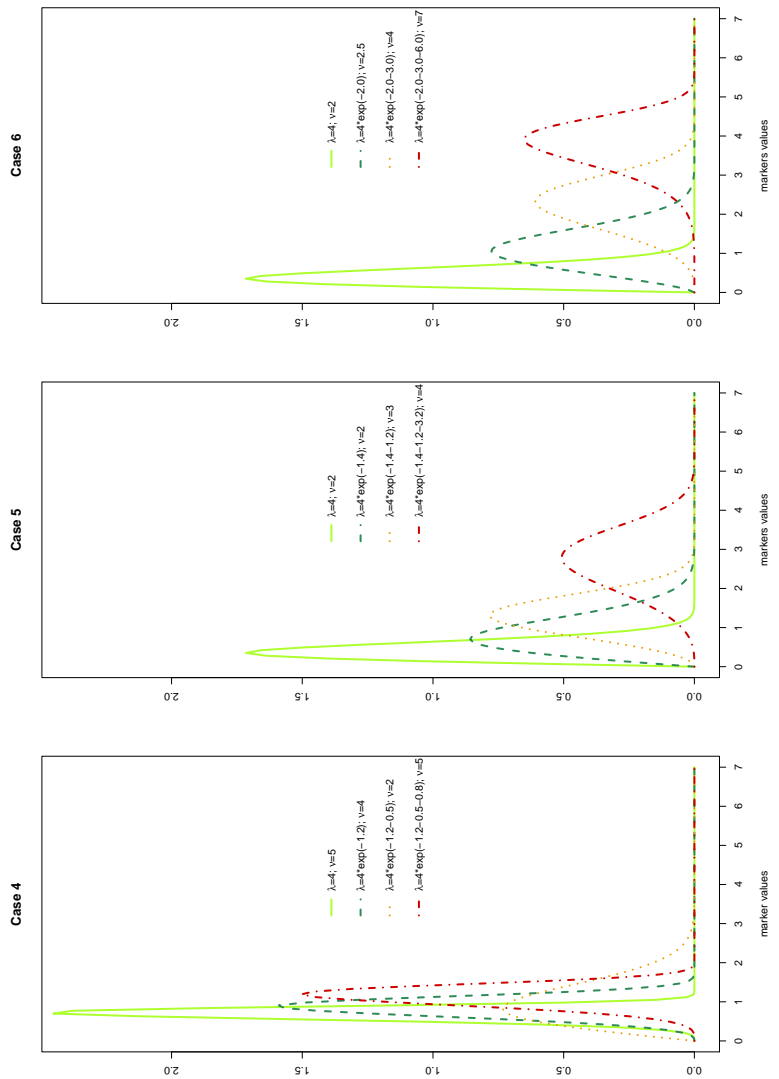 Case 4
λ=4; ν=5
λ=4*exp(−1.2); ν=4
λ=4*exp(−1.2−0.5); ν=2
λ=4*exp(−1.2−0.5−0.8); ν=5
0.0
0.5
1.0
1.5
2.0
0
1
2
3
4
5
6
7
marker values
Case 5
λ=4; ν=2
λ=4*exp(−1.4); ν=2
λ=4*exp(−1.4−1.2); ν=3
λ=4*exp(−1.4−1.2−3.2); ν=4
0.0
0.5
1.0
1.5
2.0
0
1
2
3
4
5
6
7
markers values
Case 6
λ=4; ν=2
λ=4*exp(−2.0); ν=2.5
λ=4*exp(−2.0−3.0); ν=4
λ=4*exp(−2.0−3.0−6.0); ν=7
0.0
0.5
1.0
1.5
2.0
0
1
2
3
4
5
6
7
markers values